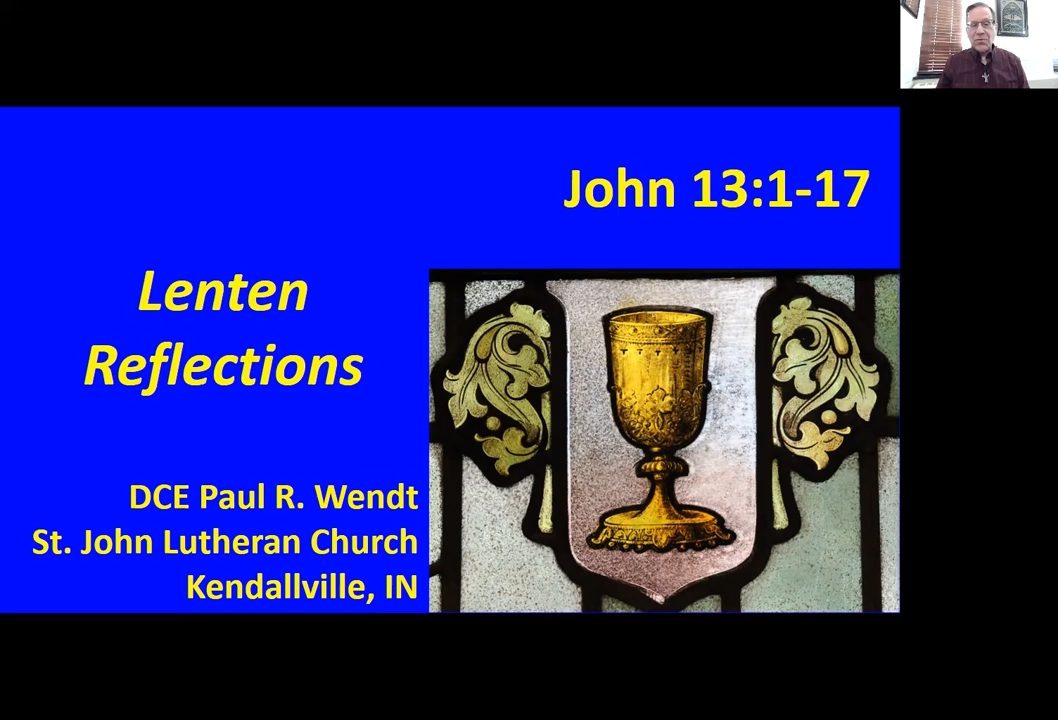 John 13:1-17
Lenten
Reflections
DCE Paul R. Wendt
St. John Lutheran Church
Kendallville, IN